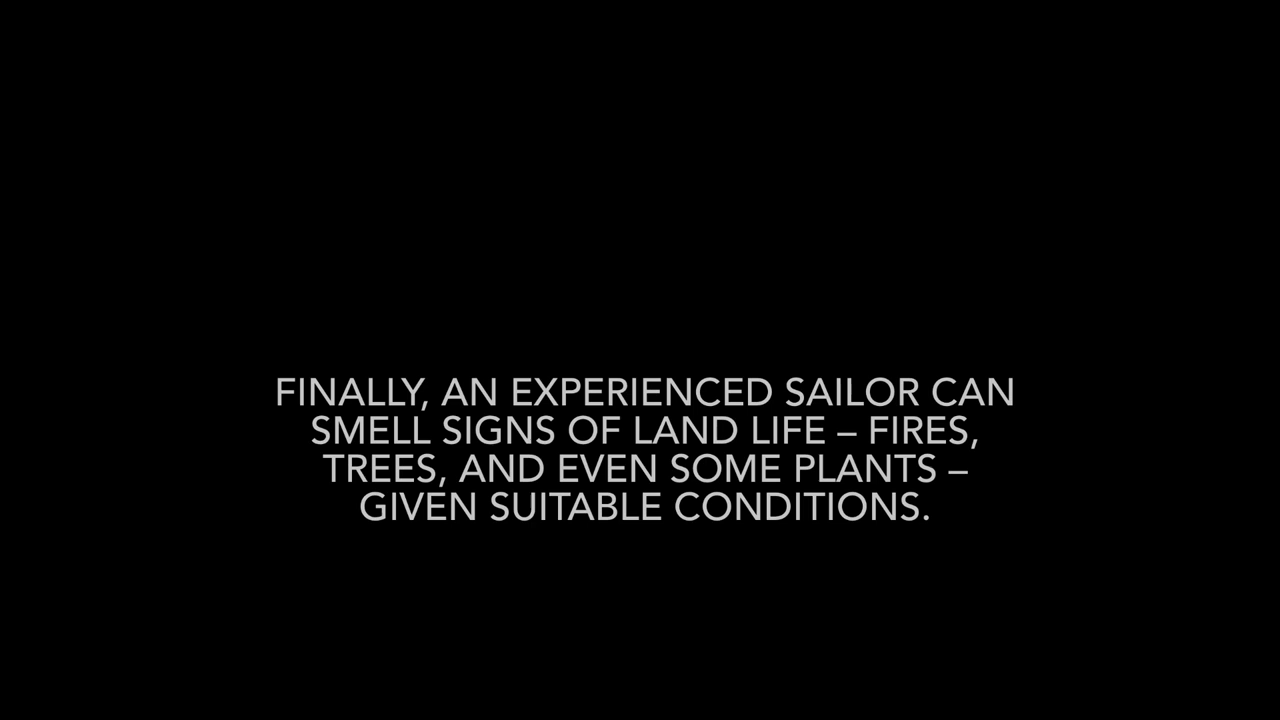 FINALLY, AN EXPERIENCED SAILOR CAN
SMELL SIGNS OF LAND LIFE – FIRES,
TREES, AND EVEN SOME PLANTS –
GIVEN SUITABLE CONDITIONS.